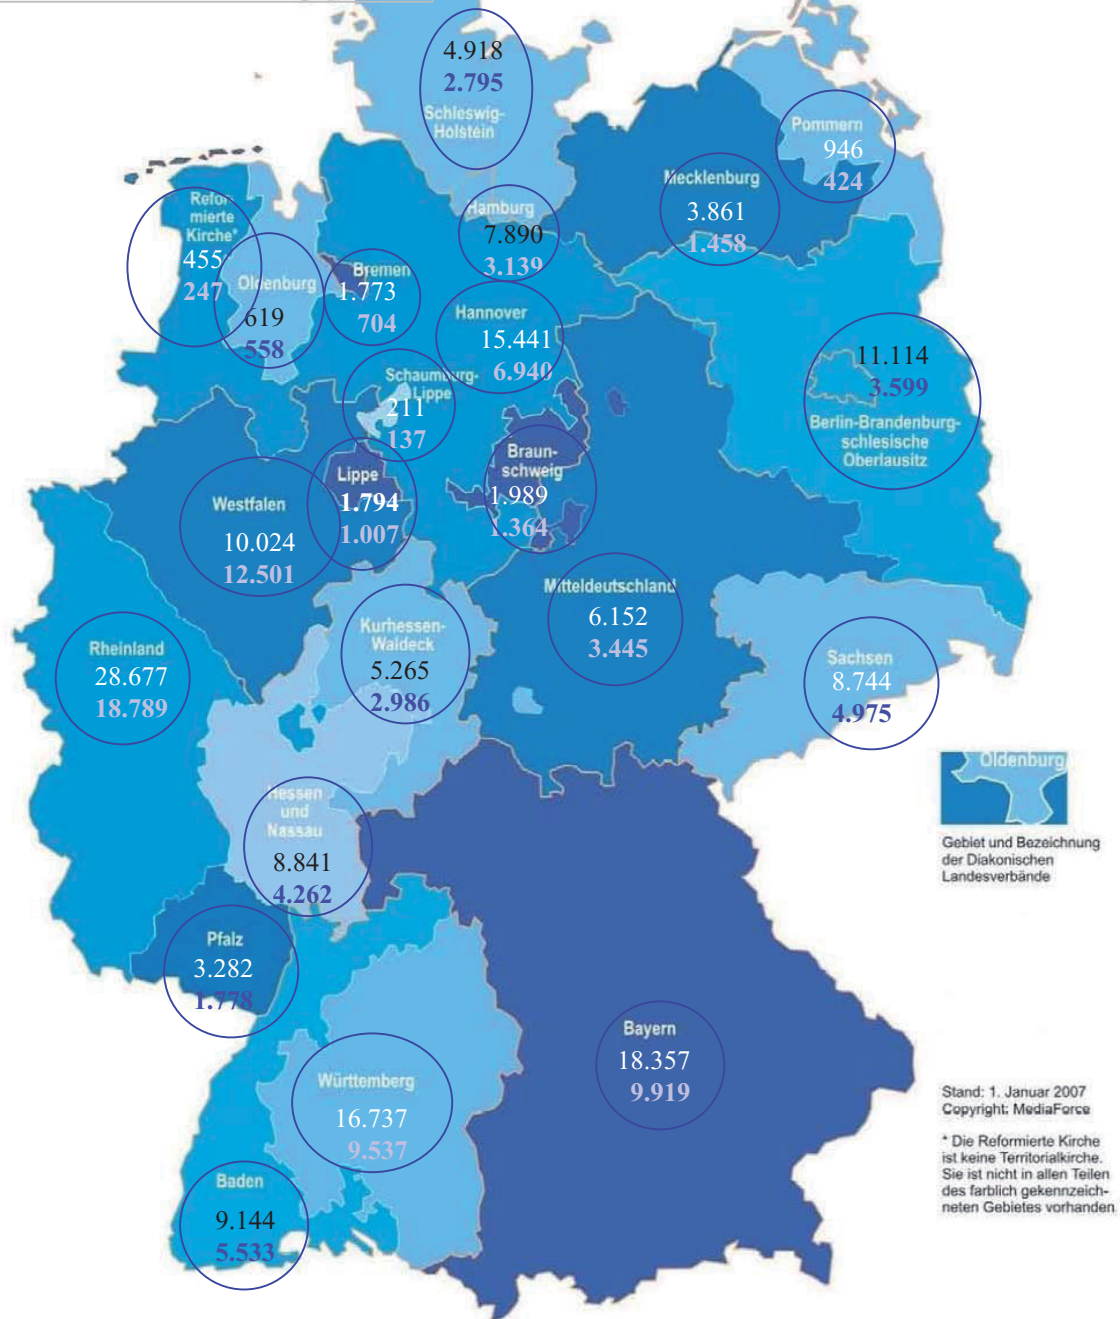 4.918
2.795
Schleswig-
Holstein
Pommern
946
424
Mecklenburg
3.861
1.458
Refor-
mierte
Kirche*
455
247
Hamburg
7.890
3.139
Oldenburg
619
558
Bremen
1.773
704
Hannover
15.441
6.940
11.114
3.599
Berlin-Brandenburg-
schlesische
Oberlausitz
Schaumburg-
Lippe
211
137
Braun-
schweig
1.989
1.364
Lippe
1.794
1.007
Westfalen
10.024
12.501
Mitteldeutschland
6.152
3.445
Kurhessen-
Waldeck
5.265
2.986
Rheinland
28.677
18.789
Sachsen
8.744
4.975
Oldenburg
Gebiet und Bezeichnung
der Diakonischen
Landesverbände
Hessen
und
Nassau
8.841
4.262
Pfalz
3.282
1.778
Bayern
18.357
9.919
Württemberg
16.737
9.537
Baden
9.144
5.533
Stand: 1. Januar 2007
Copyright: MediaForce
* Die Reformierte Kirche
ist keine Territorialkirche.
Sie ist nicht in allen Teilen
des farblich gekennzeich-
neten Gebietes vorhanden